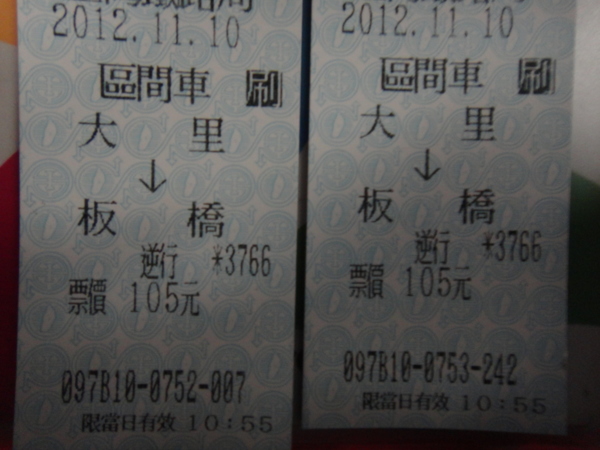 2012.11.10
區間車 刷
大里
↓
板橋
逆行 *3766
票價 105元
097B10-0752-007
限當日有效 10:55
2012.11.10
區間車 刷
大里
↓
板橋
逆行 *3766
票價 105元
097B10-0753-242
限當日有效 10:55